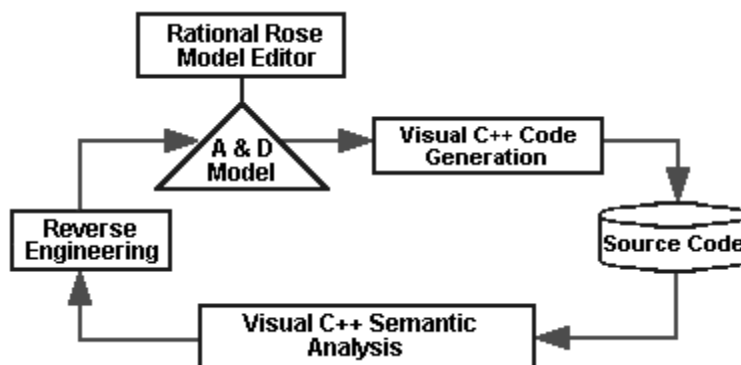 Rational Rose
Model Editor
A & D
Model
Visual C++ Code
Generation
Reverse
Engineering
Source Code
Visual C++ Semantic
Analysis